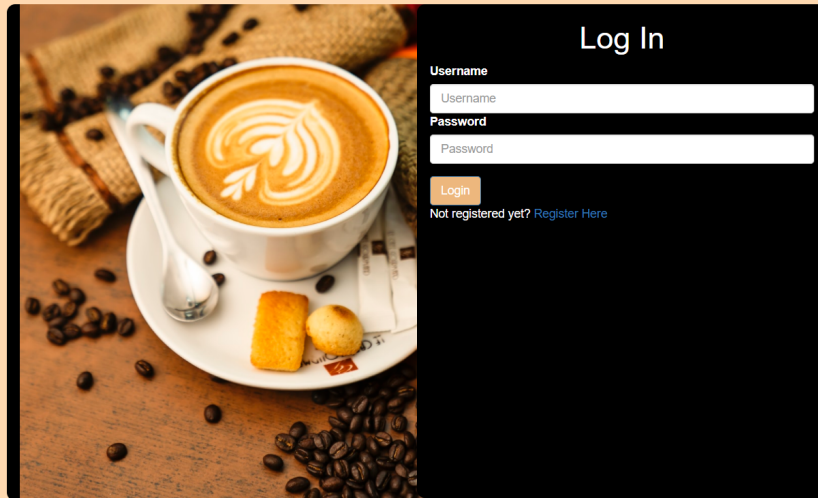 Log In
Username
Username
Password
Password
Login
Not registered yet? Register Here